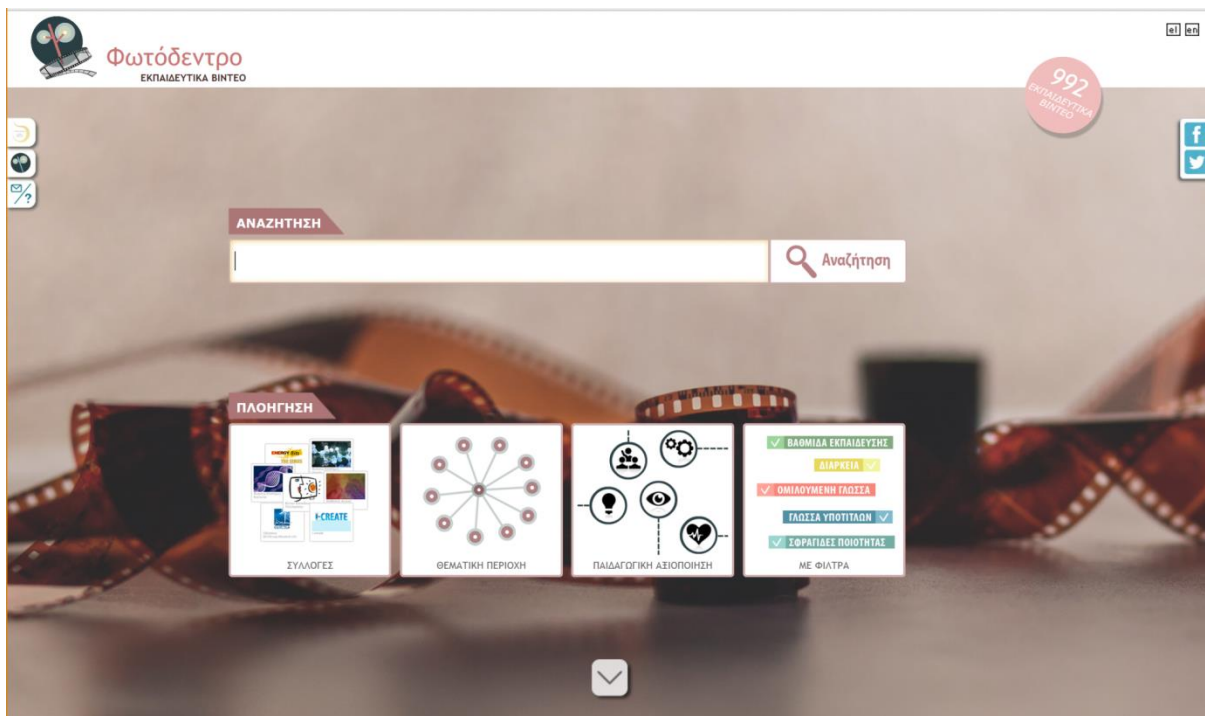 Φωτόδεντρο
ΕΚΠΑΙΔΕΥΤΙΚΑ ΒΙΝΤΕΟ
el en
992
ΕΚΠΑΙΔΕΥΤΙΚΑ
ΒΙΝΤΕΟ
ΑΝΑΖΗΤΗΣΗ
Αναζήτηση
ΠΛΟΗΓΗΣΗ
I-CREATE
ΣΥΛΛΟΓΕΣ
ΘΕΜΑΤΙΚΗ ΠΕΡΙΟΧΗ
ΠΑΙΔΑΓΩΓΙΚΗ ΑΞΙΟΠΟΙΗΣΗ
ΒΑΘΜΙΔΑ ΕΚΠΑΙΔΕΥΣΗΣ
ΔΙΑΡΚΕΙΑ
ΟΜΙΛΟΥΜΕΝΗ ΓΛΩΣΣΑ
ΓΛΩΣΣΑ ΥΠΟΤΙΤΛΩΝ
ΣΦΡΑΓΙΔΕΣ ΠΟΙΟΤΗΤΑΣ
ΜΕ ΦΙΛΤΡΑ